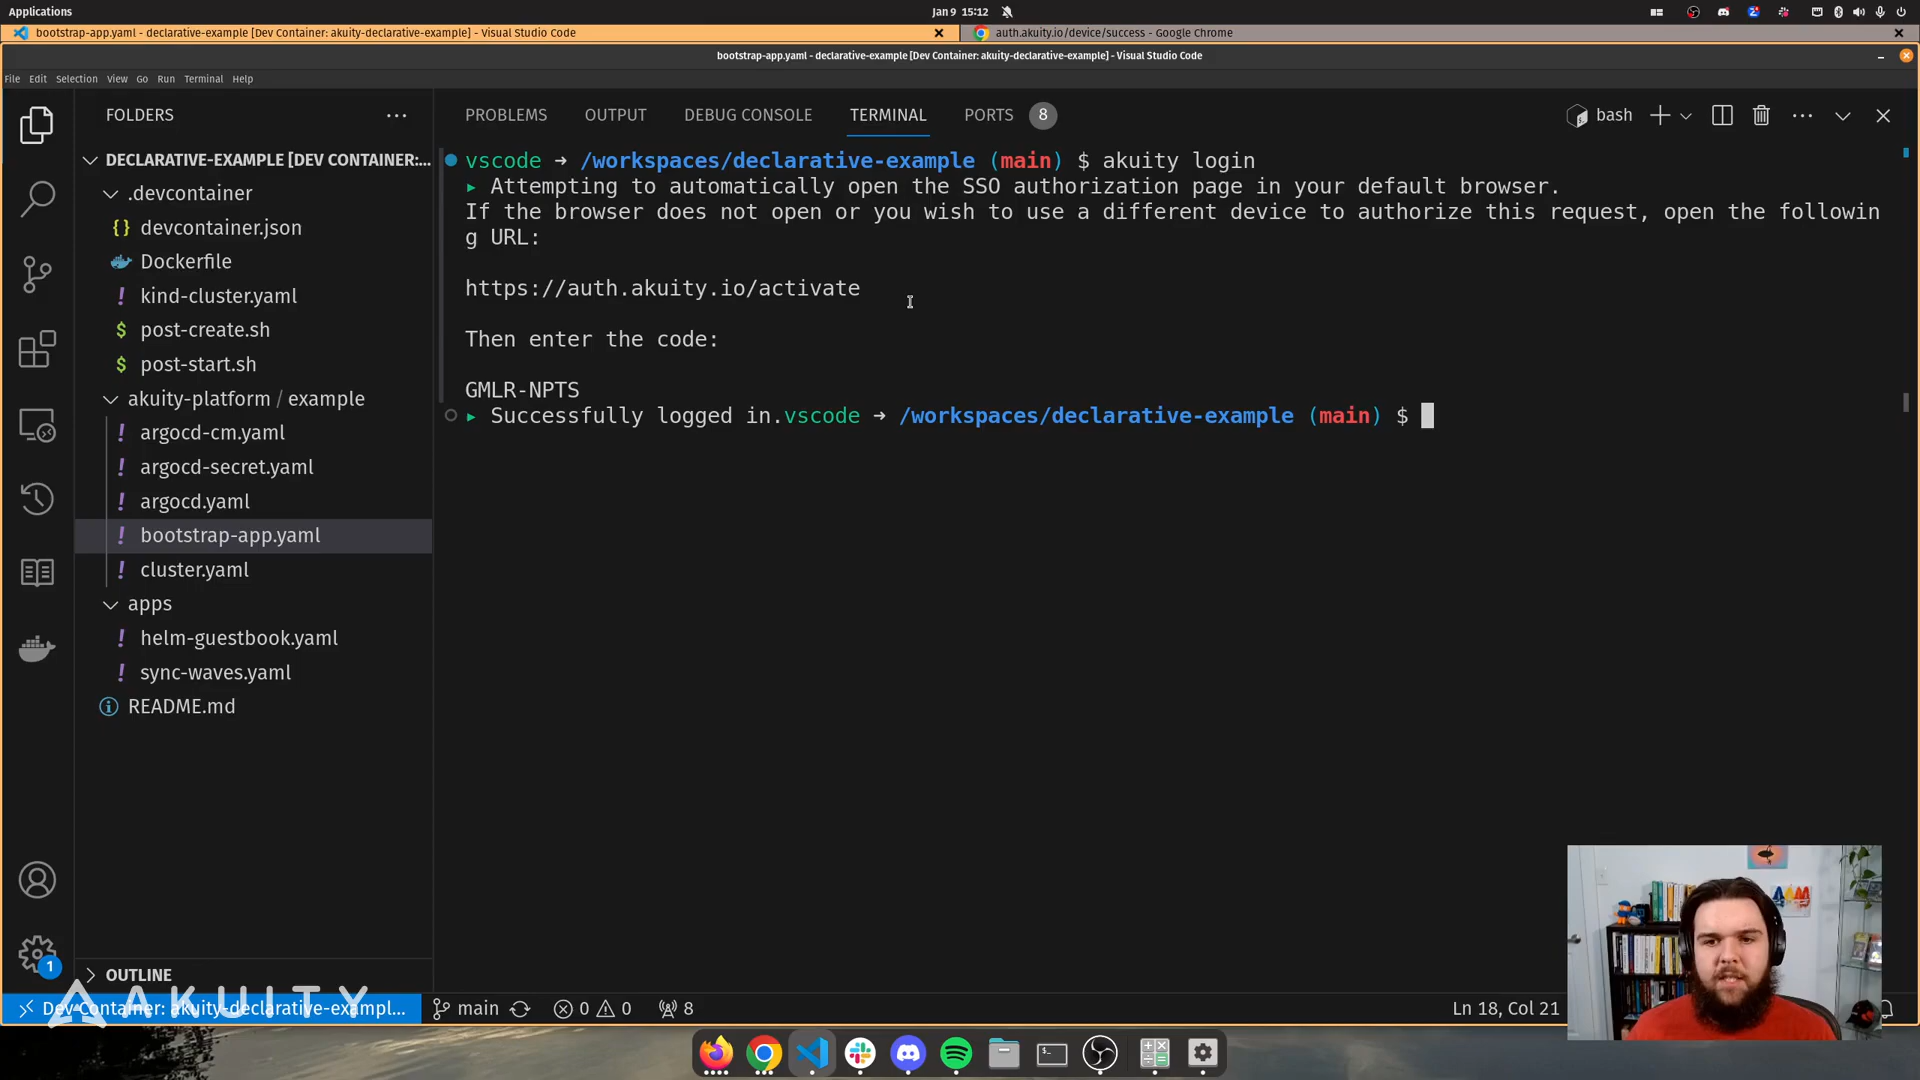 Applications
Jan 9 15:12
bootstrap-app.yaml - declarative-example [Dev Container: akuity-declarative-example] - Visual Studio Code
auth.akuity.io/device/success - Google Chrome
bootstrap-app.yaml - declarative-example [Dev Container: akuity-declarative-example] - Visual Studio Code
File Edit Selection View Go Run Terminal Help
FOLDERS
PROBLEMS OUTPUT DEBUG CONSOLE TERMINAL PORTS 8
bash
DECLARATIVE-EXAMPLE [DEV CONTAINER:...
.devcontainer
{} devcontainer.json
Dockerfile
! kind-cluster.yaml
$ post-create.sh
$ post-start.sh
akuity-platform / example
! argocd-cm.yaml
! argocd-secret.yaml
! argocd.yaml
! bootstrap-app.yaml
! cluster.yaml
apps
! helm-guestbook.yaml
! sync-waves.yaml
README.md
OUTLINE
vscode ➜ /workspaces/declarative-example (main) $ akuity login
▸ Attempting to automatically open the SSO authorization page in your default browser.
If the browser does not open or you wish to use a different device to authorize this request, open the followin
g URL:
https://auth.akuity.io/activate
Then enter the code:
GMLR-NPTS
▸ Successfully logged in.vscode ➜ /workspaces/declarative-example (main) $
1
AKUITY
Dev Container: akuity-declarative-exampl...
main
0 0
8
Ln 18, Col 21